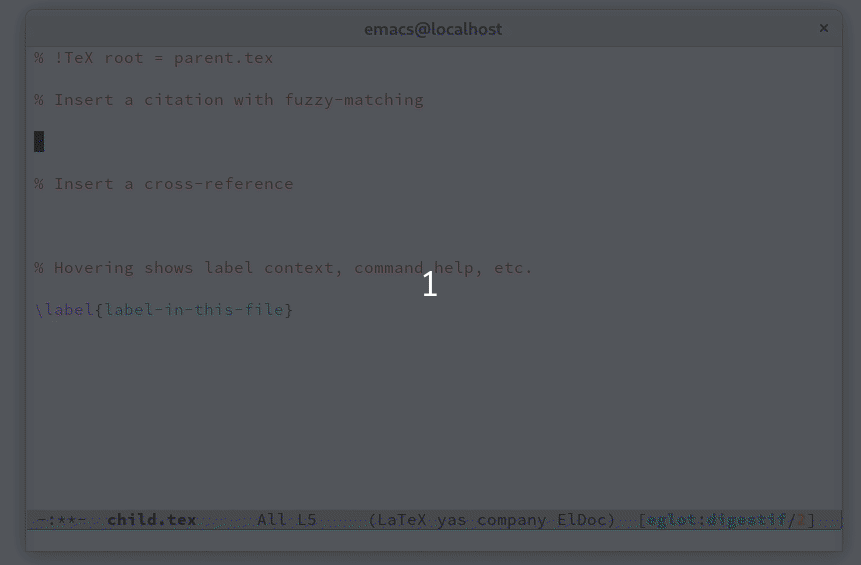 emacs@localhost ×
% !TeX root = parent.tex
% Insert a citation with fuzzy-matching
% Insert a cross-reference
% Hovering shows label context, command help, etc.
1
\label{label-in-this-file}
-:**- child.tex All L5 (LaTeX yas company ElDoc) [eglot:digestif/2]